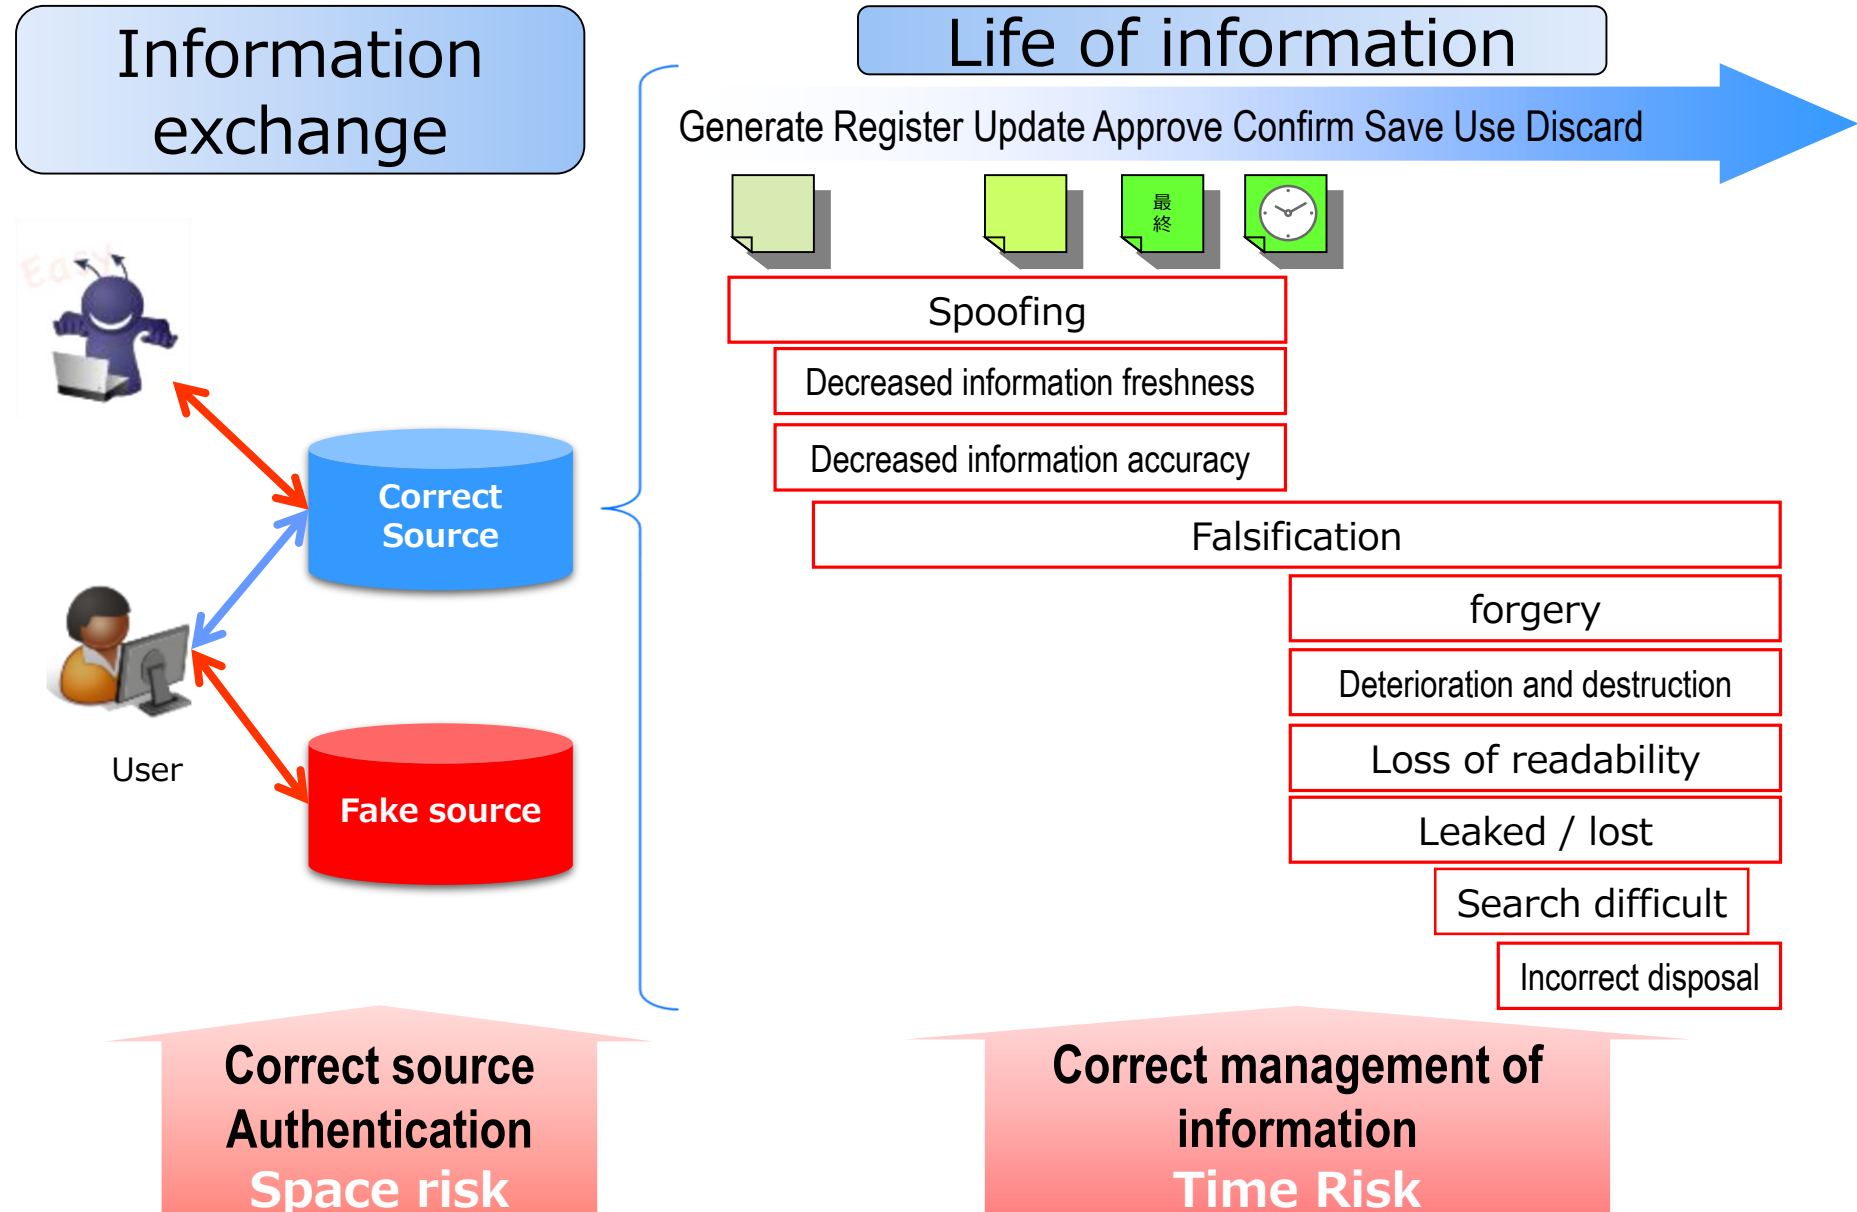 Information
exchange
Life of information
Generate Register Update Approve Confirm Save Use Discard
最
終
Easy
Spoofing
Decreased information freshness
Decreased information accuracy
Correct
Source
Falsification
forgery
Deterioration and destruction
User
Loss of readability
Fake source
Leaked / lost
Search difficult
Incorrect disposal
Correct source
Authentication
Space risk
Correct management of
information
Time Risk